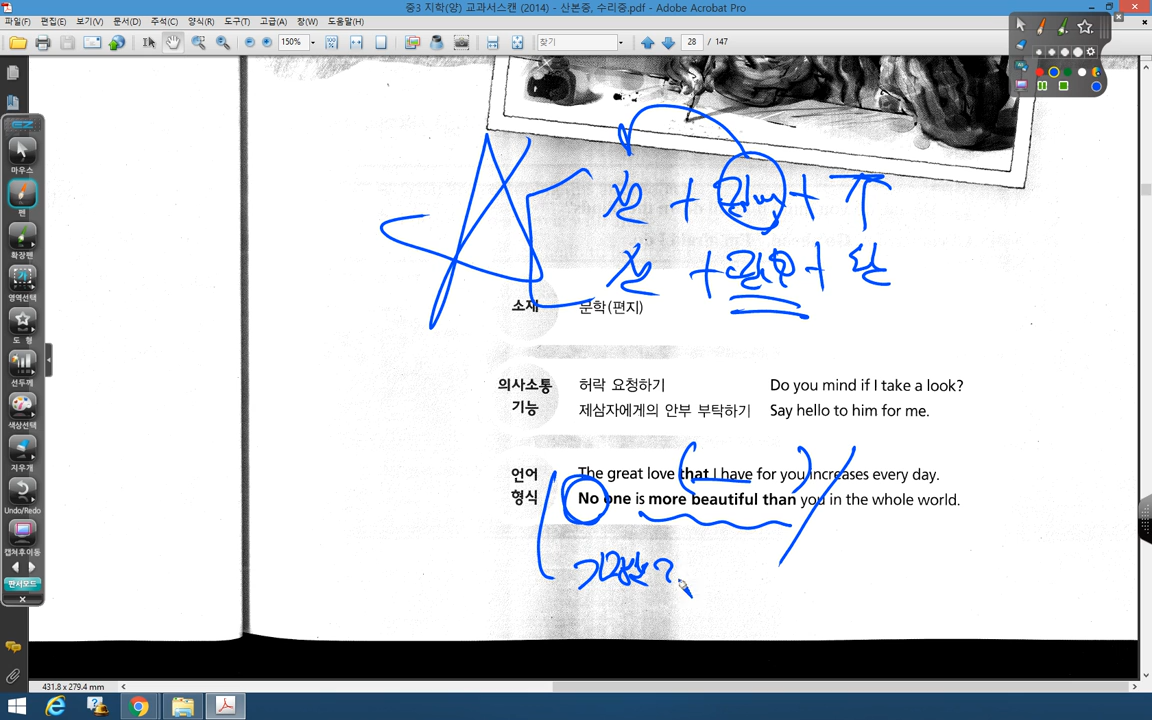 중3 지학(양) 교과서스캔 (2014) - 산본중, 수리중.pdf - Adobe Acrobat Pro
파일(F) 편집(E) 보기(V) 문서(D) 주석(C) 양식(R) 도구(T) 고급(A) 창(W) 도움말(H)
150% 찾기 28 / 147
마우스
펜
확장펜
영역선택
도 형
선두께
색상선택
지우개
Undo/Redo
캡쳐후이동
판서모드
소재 문학(편지)
의사소통 기능 허락 요청하기 Do you mind if I take a look?
제삼자에게의 안부 부탁하기 Say hello to him for me.
언어 형식 The great love that I have for you increases every day.
No one is more beautiful than you in the whole world.
431.8 x 279.4 mm